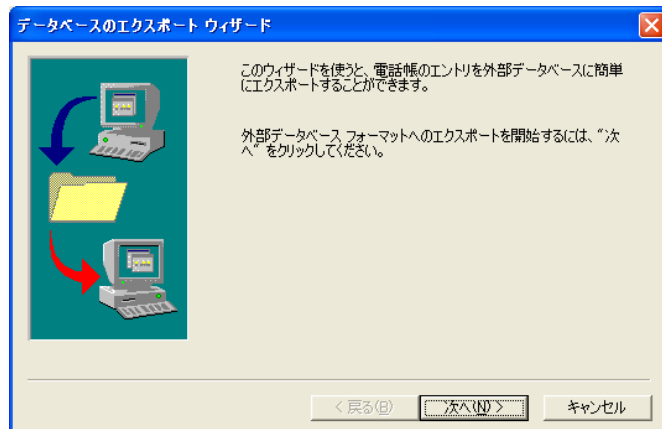 データベースのエクスポート ウィザード
このウィザードを使うと、電話帳のエントリを外部データベースに簡単
にエクスポートすることができます。
外部データベース フォーマットへのエクスポートを開始するには、“次
へ” をクリックしてください。
< 戻る(B)
次へ(N) >
キャンセル